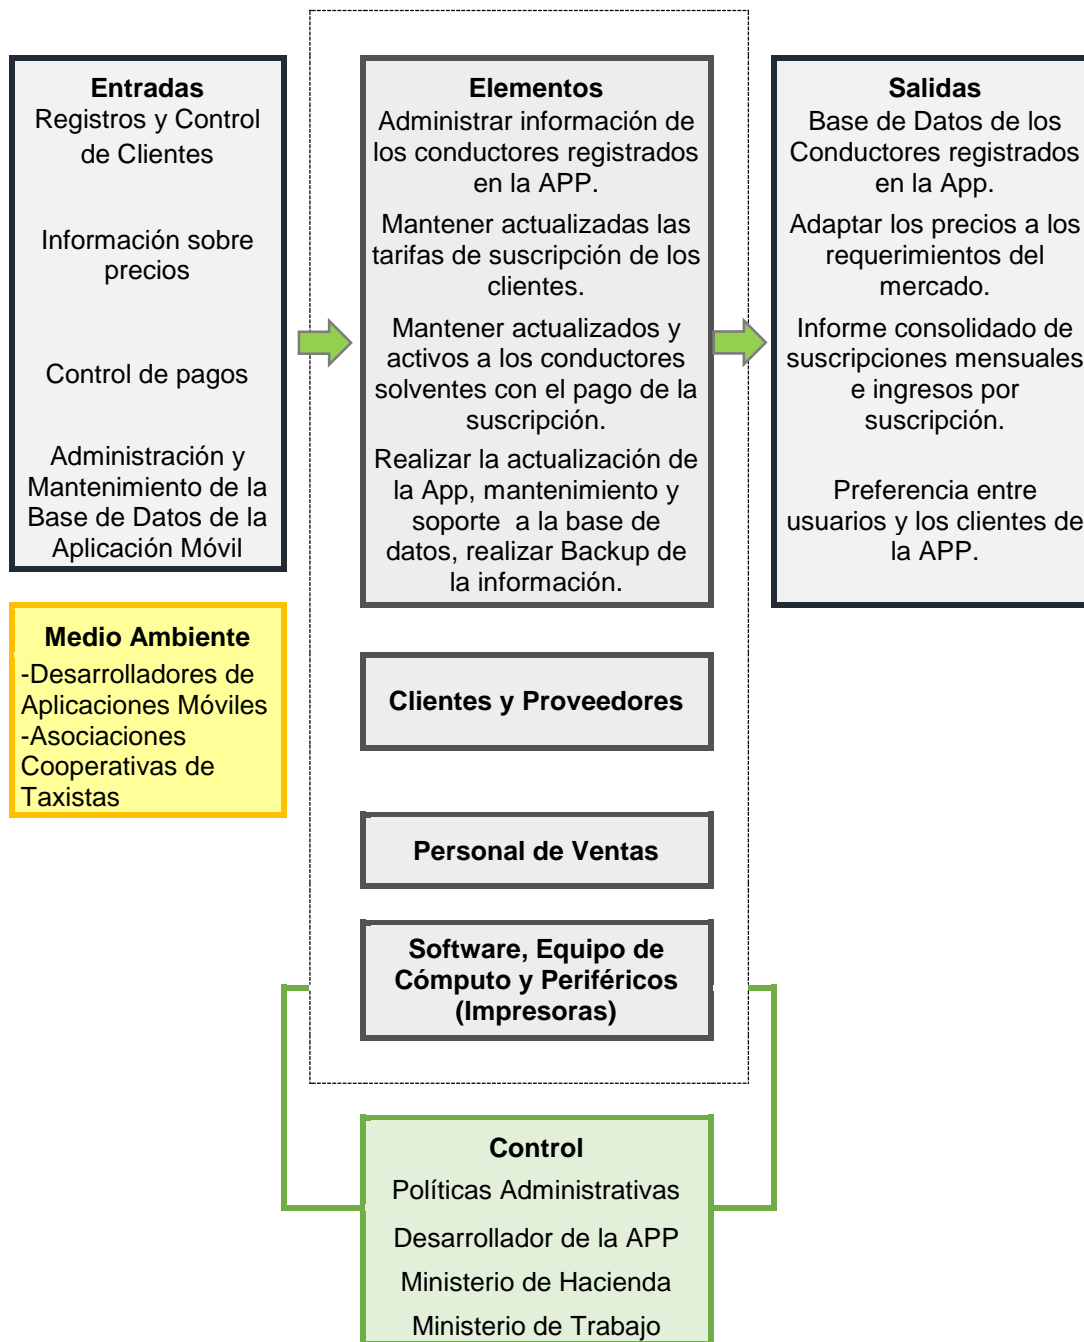 Entradas
Registros y Control
de Clientes
Información sobre
precios
Control de pagos
Administración y
Mantenimiento de la
Base de Datos de la
Aplicación Móvil
Elementos
Administrar información de
los conductores registrados
en la APP.
Mantener actualizadas las
tarifas de suscripción de los
clientes.
Mantener actualizados y
activos a los conductores
solventes con el pago de la
suscripción.
Realizar la actualización de
la App, mantenimiento y
soporte a la base de
datos, realizar Backup de
la información.
Salidas
Base de Datos de los
Conductores registrados
en la App.
Adaptar los precios a los
requerimientos del
mercado.
Informe consolidado de
suscripciones mensuales
e ingresos por
suscripción.
Preferencia entre
usuarios y los clientes de
la APP.
Medio Ambiente
-Desarrolladores de
Aplicaciones Móviles
-Asociaciones
Cooperativas de
Taxistas
Clientes y Proveedores
Personal de Ventas
Software, Equipo de
Cómputo y Periféricos
(Impresoras)
Control
Políticas Administrativas
Desarrollador de la APP
Ministerio de Hacienda
Ministerio de Trabajo